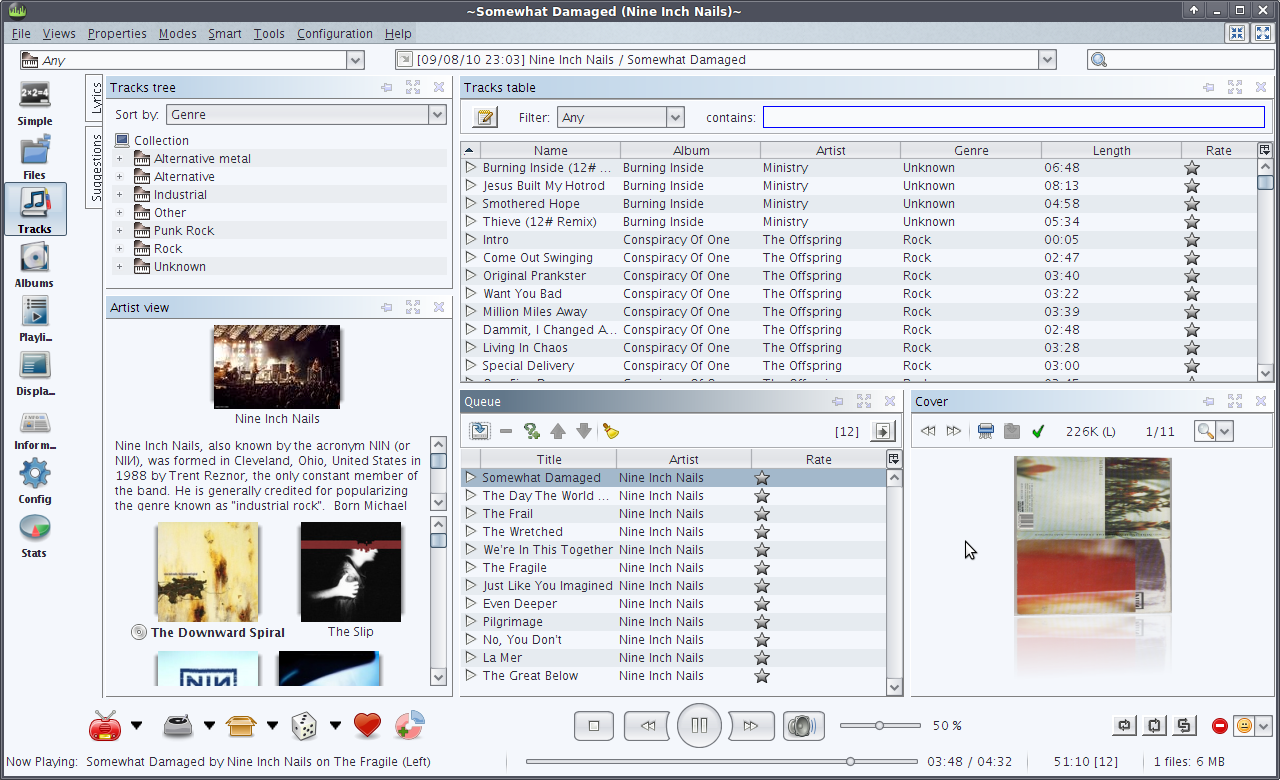 ~Somewhat Damaged (Nine Inch Nails)~
File Views Properties Modes Smart Tools Configuration Help
Any
[09/08/10 23:03] Nine Inch Nails / Somewhat Damaged
2×2=4
Simple
Files
Tracks
Albums
Playli...
Displa...
Inform...
Config
Stats
Lyrics
Suggestions
Tracks tree
Sort by: Genre
Collection
Alternative metal
Alternative
Industrial
Other
Punk Rock
Rock
Unknown
Artist view
Nine Inch Nails
Nine Inch Nails, also known by the acronym NIN (or
NIИ), was formed in Cleveland, Ohio, United States in
1988 by Trent Reznor, the only constant member of
the band. He is generally credited for popularizing
the genre known as "industrial rock". Born Michael
The Downward Spiral
The Slip
NIИ
Tracks table
Filter: Any contains:
Name Album Artist Genre Length Rate
Burning Inside (12# ... Burning Inside Ministry Unknown 06:48
Jesus Built My Hotrod Burning Inside Ministry Unknown 08:13
Smothered Hope Burning Inside Ministry Unknown 04:58
Thieve (12# Remix) Burning Inside Ministry Unknown 05:34
Intro Conspiracy Of One The Offspring Rock 00:05
Come Out Swinging Conspiracy Of One The Offspring Rock 02:47
Original Prankster Conspiracy Of One The Offspring Rock 03:40
Want You Bad Conspiracy Of One The Offspring Rock 03:22
Million Miles Away Conspiracy Of One The Offspring Rock 03:39
Dammit, I Changed A... Conspiracy Of One The Offspring Rock 02:48
Living In Chaos Conspiracy Of One The Offspring Rock 03:28
Special Delivery Conspiracy Of One The Offspring Rock 03:00
Queue
[12]
Title Artist Rate
Somewhat Damaged Nine Inch Nails
The Day The World ... Nine Inch Nails
The Frail Nine Inch Nails
The Wretched Nine Inch Nails
We're In This Together Nine Inch Nails
The Fragile Nine Inch Nails
Just Like You Imagined Nine Inch Nails
Even Deeper Nine Inch Nails
Pilgrimage Nine Inch Nails
No, You Don't Nine Inch Nails
La Mer Nine Inch Nails
The Great Below Nine Inch Nails
Cover
226K (L) 1/11
50 %
Now Playing: Somewhat Damaged by Nine Inch Nails on The Fragile (Left)
03:48 / 04:32
51:10 [12]
1 files: 6 MB